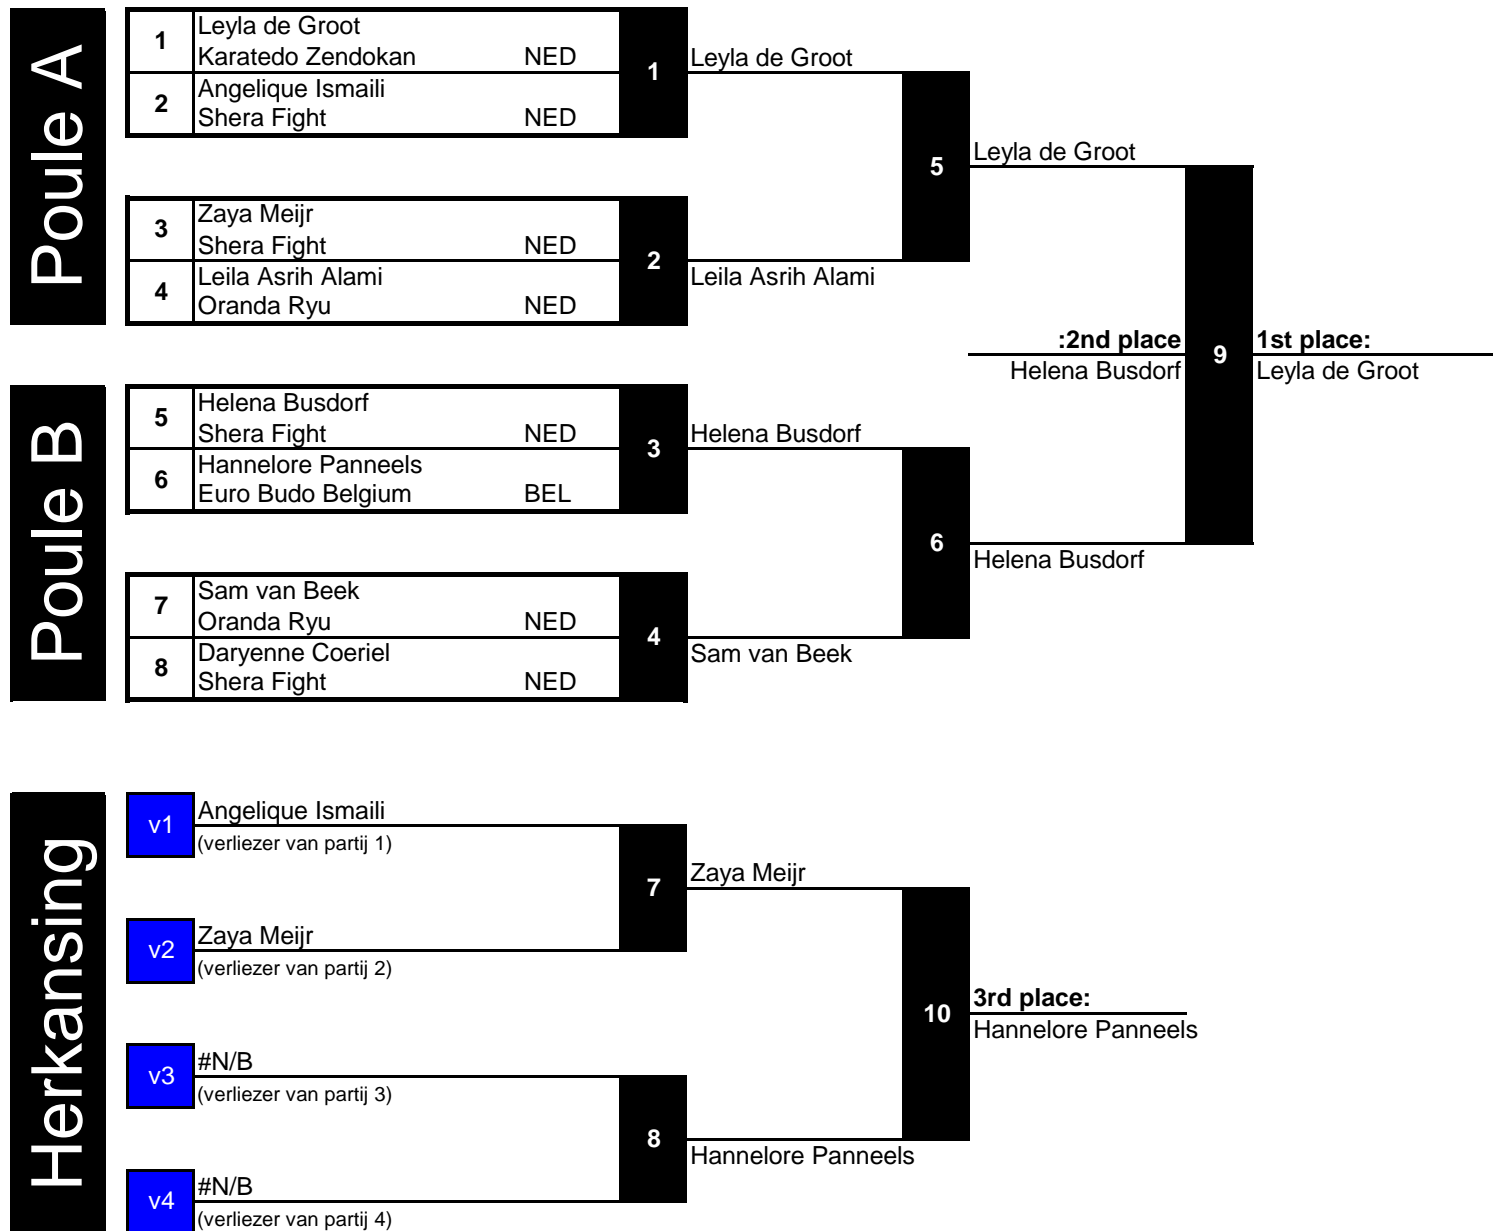 Poule A
1
Leyla de Groot
Karatedo Zendokan NED
2
Angelique Ismaili
Shera Fight NED
1
Leyla de Groot
3
Zaya Meijr
Shera Fight NED
4
Leila Asrih Alami
Oranda Ryu NED
2
Leila Asrih Alami
5
Leyla de Groot
Poule B
5
Helena Busdorf
Shera Fight NED
6
Hannelore Panneels
Euro Budo Belgium BEL
3
Helena Busdorf
7
Sam van Beek
Oranda Ryu NED
8
Daryenne Coeriel
Shera Fight NED
4
Sam van Beek
6
Helena Busdorf
:2nd place
Helena Busdorf
9
1st place:
Leyla de Groot
Herkansing
v1
Angelique Ismaili
(verliezer van partij 1)
v2
Zaya Meijr
(verliezer van partij 2)
7
Zaya Meijr
v3
#N/B
(verliezer van partij 3)
v4
#N/B
(verliezer van partij 4)
8
Hannelore Panneels
10
3rd place:
Hannelore Panneels